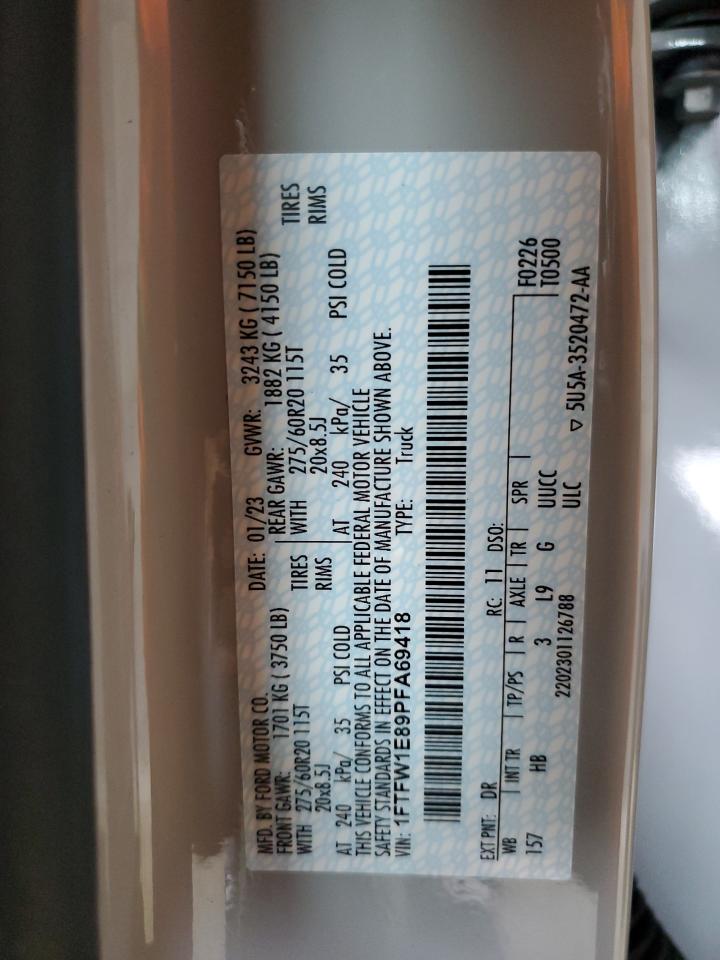 MFD. BY FORD MOTOR CO. DATE: 01/23 GVWR: 3243 KG ( 7150 LB)
FRONT GAWR: 1701 KG ( 3750 LB) REAR GAWR: 1882 KG ( 4150 LB)
WITH 275/60R20 115T TIRES WITH 275/60R20 115T TIRES
20x8.5J RIMS 20x8.5J RIMS
AT 240 kPa/ 35 PSI COLD AT 240 kPa/ 35 PSI COLD
THIS VEHICLE CONFORMS TO ALL APPLICABLE FEDERAL MOTOR VEHICLE
SAFETY STANDARDS IN EFFECT ON THE DATE OF MANUFACTURE SHOWN ABOVE.
VIN: 1FTFW1E89PFA69418 TYPE: Truck
EXT PNT: DR RC: 11 DSO:
WB INT TR TP/PS R AXLE TR SPR F0226
157 HB 3 L9 G UUCC T0500
2202301126788 ULC ▽ 5U5A-3520472-AA